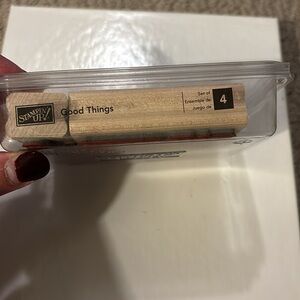 STAMPIN'
UP!
Good Things
Set of
Ensemble de
Juego de
4